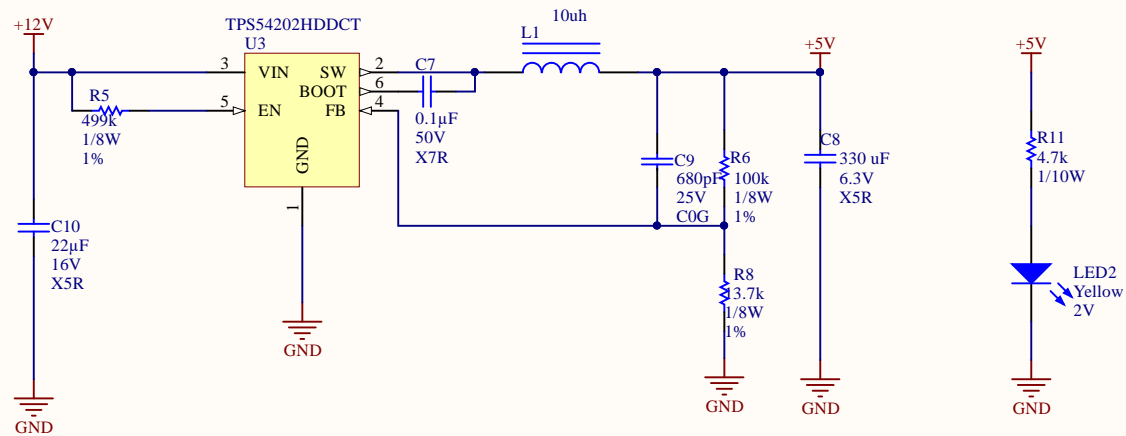 +12V
TPS54202HDDCT
U3
3
VIN
5
EN
GND
1
SW
2
BOOT
6
FB
4
GND
R5
499k
1/8W
1%
C10
22µF
16V
X5R
GND
C7
0.1µF
50V
X7R
10uh
L1
C9
680pF
25V
C0G
R6
100k
1/8W
1%
R8
13.7k
1/8W
1%
GND
+5V
C8
330 uF
6.3V
X5R
GND
+5V
R11
4.7k
1/10W
LED2
Yellow
2V
GND